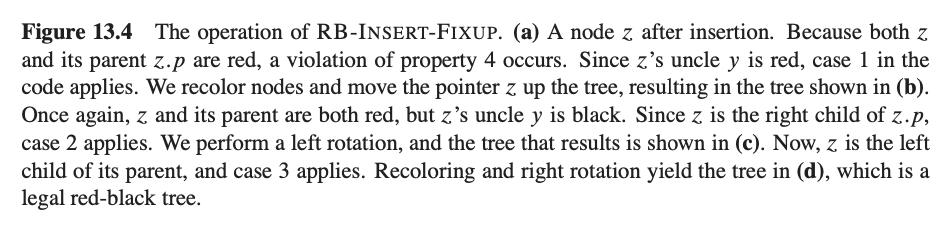 Figure 13.4 The operation of RB-INSERT-FIXUP. (a) A node z after insertion. Because both z
and its parent z.p are red, a violation of property 4 occurs. Since z's uncle y is red, case 1 in the
code applies. We recolor nodes and move the pointer z up the tree, resulting in the tree shown in (b).
Once again, z and its parent are both red, but z's uncle y is black. Since z is the right child of z.p,
case 2 applies. We perform a left rotation, and the tree that results is shown in (c). Now, z is the left
child of its parent, and case 3 applies. Recoloring and right rotation yield the tree in (d), which is a
legal red-black tree.